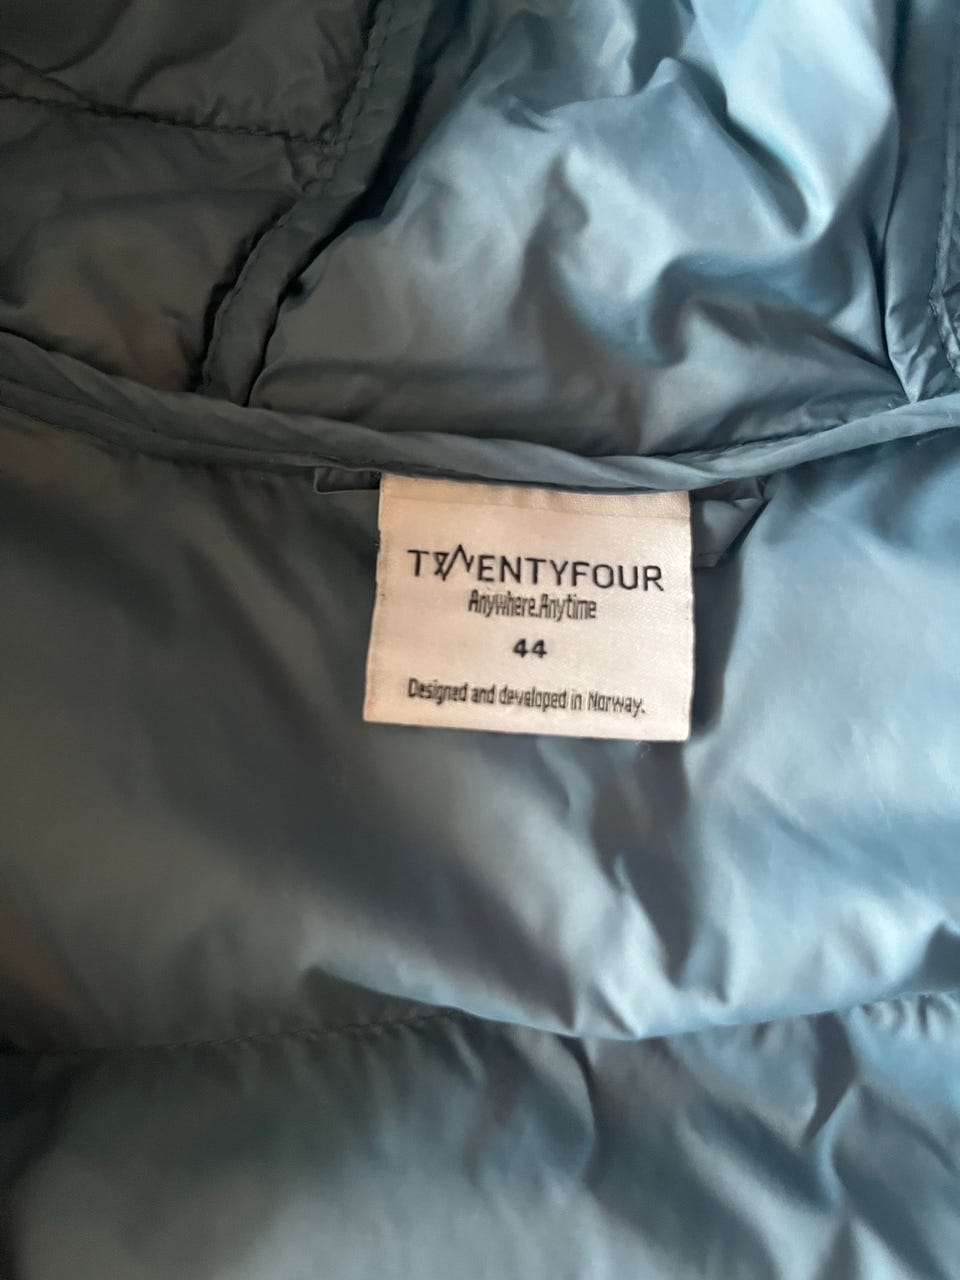 TWENTYFOUR
Anywhere.Anytime
44
Designed and developed in Norway.